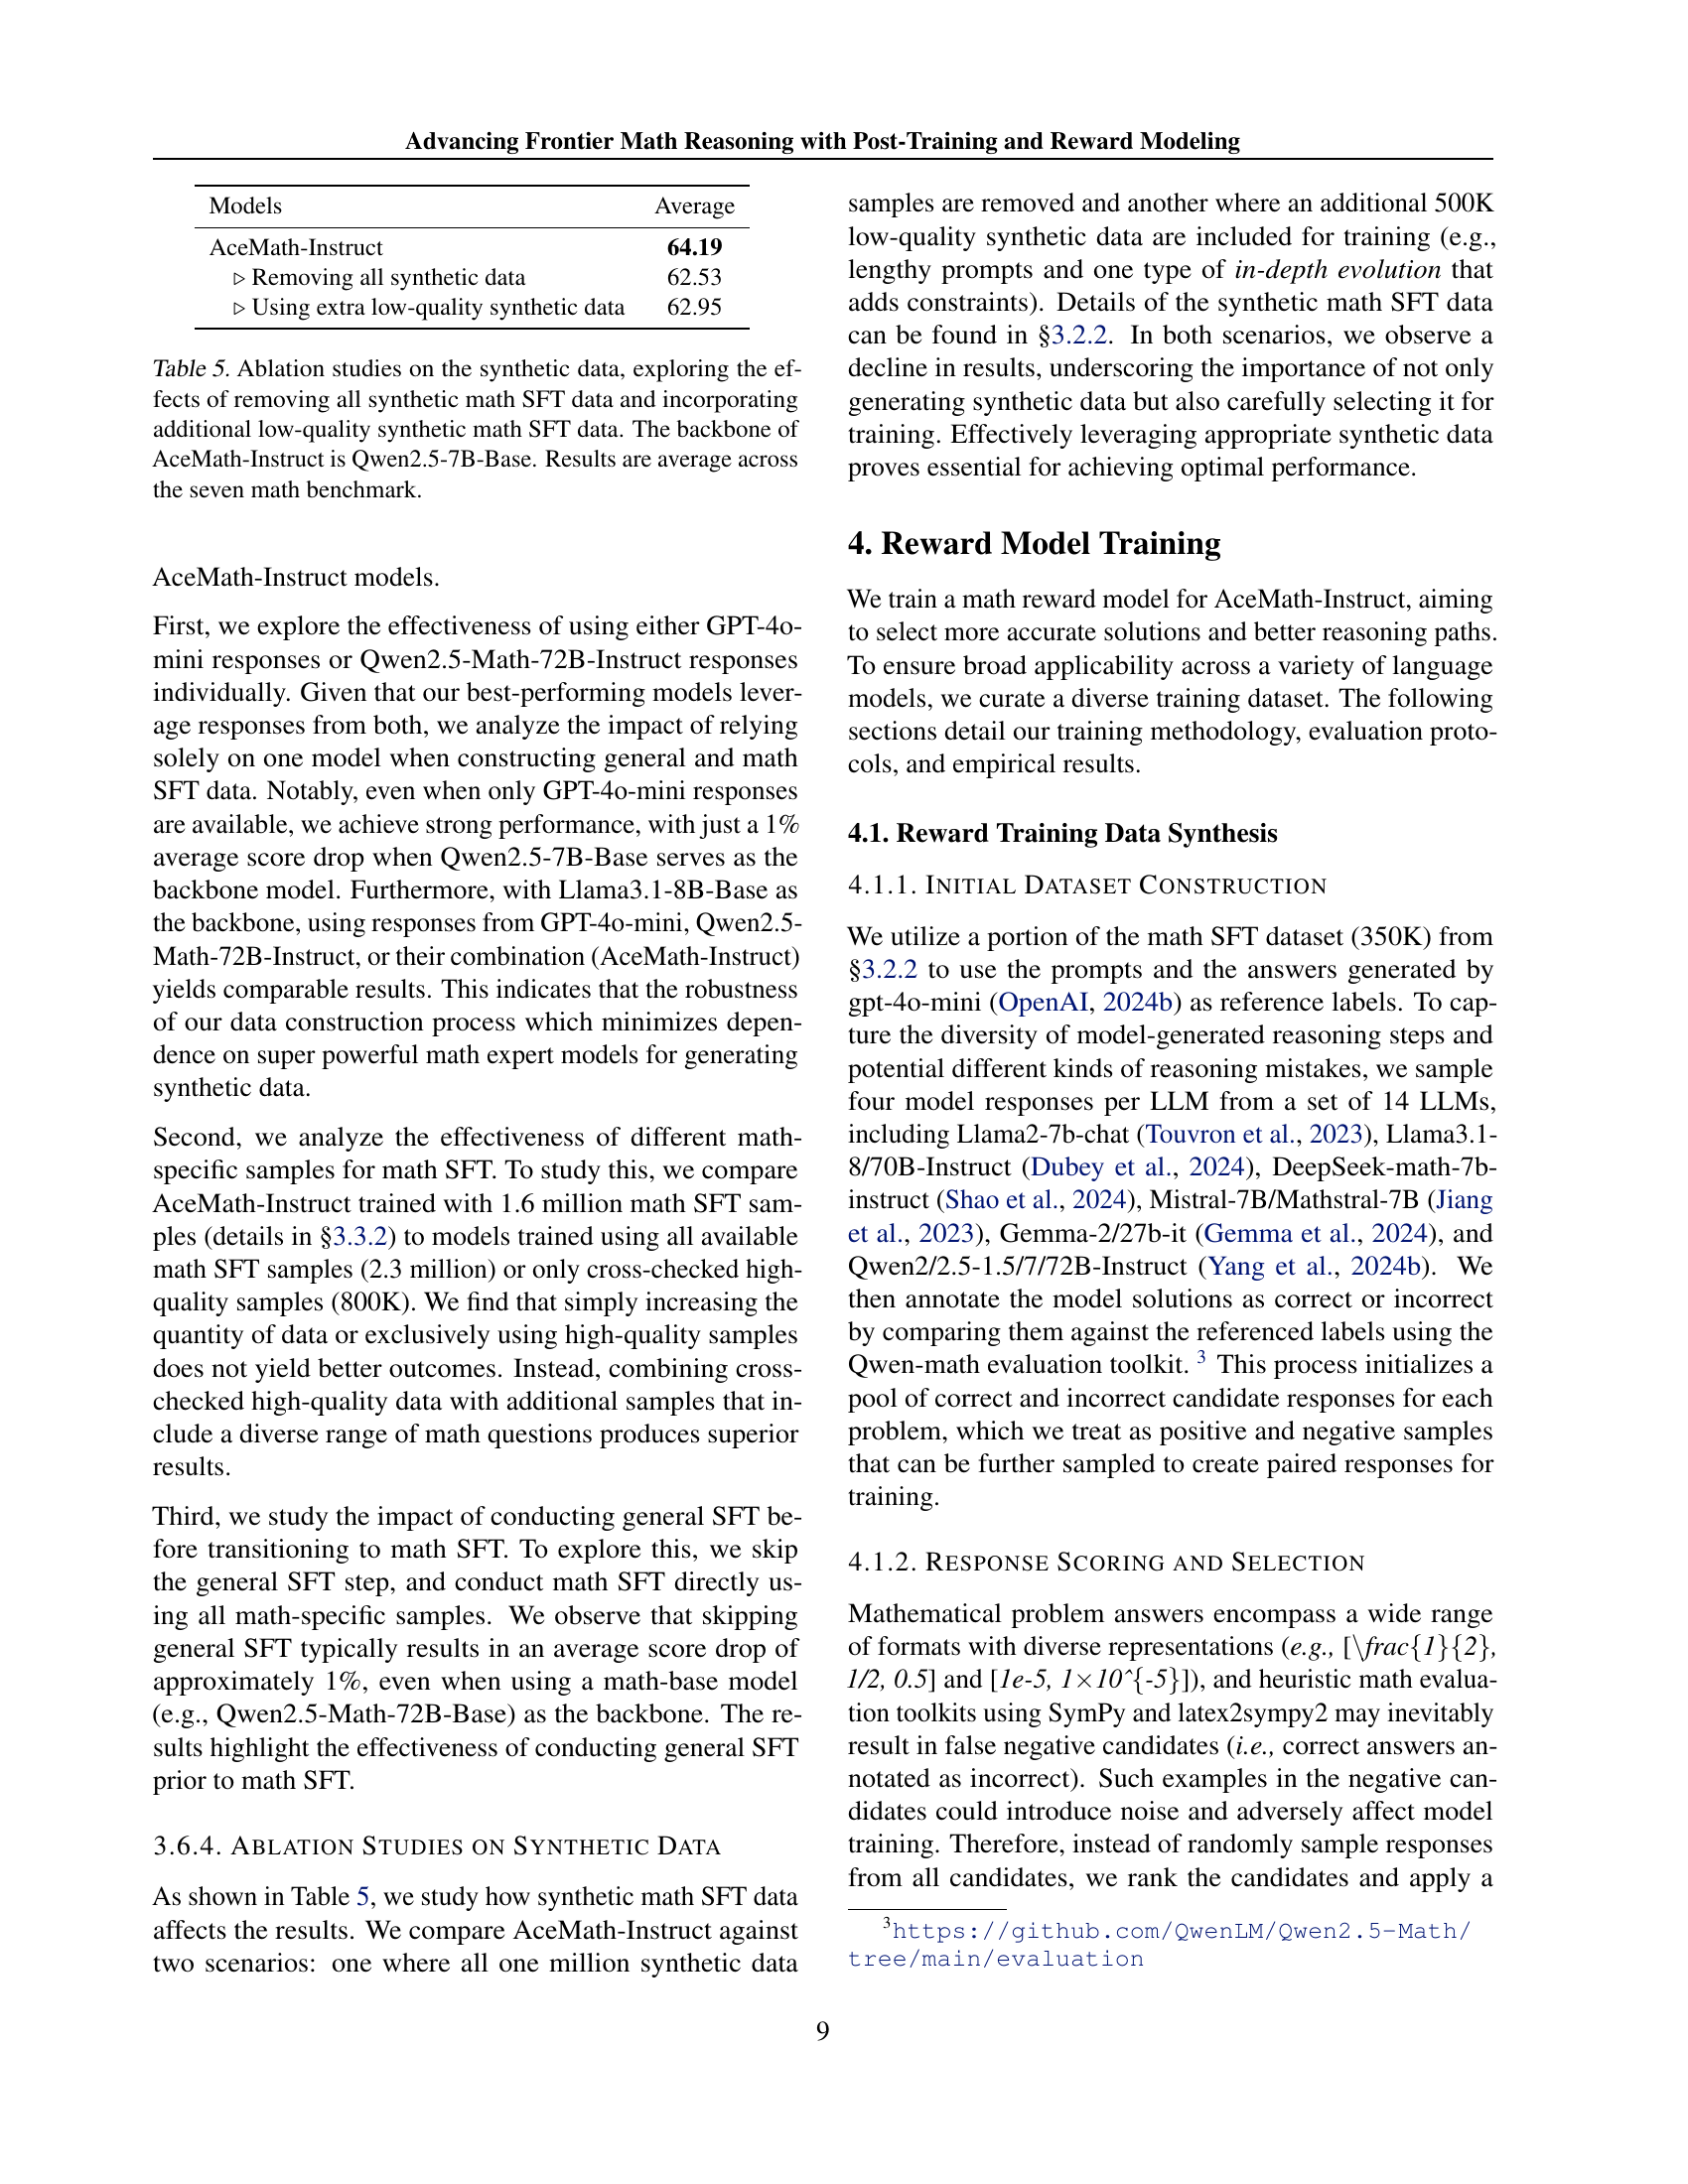 Advancing Frontier Math Reasoning with Post-Training and Reward Modeling
Models Average
AceMath-Instruct 64.19
▷ Removing all synthetic data 62.53
▷ Using extra low-quality synthetic data 62.95
Table 5. Ablation studies on the synthetic data, exploring the ef-
fects of removing all synthetic math SFT data and incorporating
additional low-quality synthetic math SFT data. The backbone of
AceMath-Instruct is Qwen2.5-7B-Base. Results are average across
the seven math benchmark.
AceMath-Instruct models.
First, we explore the effectiveness of using either GPT-4o-
mini responses or Qwen2.5-Math-72B-Instruct responses
individually. Given that our best-performing models lever-
age responses from both, we analyze the impact of relying
solely on one model when constructing general and math
SFT data. Notably, even when only GPT-4o-mini responses
are available, we achieve strong performance, with just a 1%
average score drop when Qwen2.5-7B-Base serves as the
backbone model. Furthermore, with Llama3.1-8B-Base as
the backbone, using responses from GPT-4o-mini, Qwen2.5-
Math-72B-Instruct, or their combination (AceMath-Instruct)
yields comparable results. This indicates that the robustness
of our data construction process which minimizes depen-
dence on super powerful math expert models for generating
synthetic data.
Second, we analyze the effectiveness of different math-
specific samples for math SFT. To study this, we compare
AceMath-Instruct trained with 1.6 million math SFT sam-
ples (details in §3.3.2) to models trained using all available
math SFT samples (2.3 million) or only cross-checked high-
quality samples (800K). We find that simply increasing the
quantity of data or exclusively using high-quality samples
does not yield better outcomes. Instead, combining cross-
checked high-quality data with additional samples that in-
clude a diverse range of math questions produces superior
results.
Third, we study the impact of conducting general SFT be-
fore transitioning to math SFT. To explore this, we skip
the general SFT step, and conduct math SFT directly us-
ing all math-specific samples. We observe that skipping
general SFT typically results in an average score drop of
approximately 1%, even when using a math-base model
(e.g., Qwen2.5-Math-72B-Base) as the backbone. The re-
sults highlight the effectiveness of conducting general SFT
prior to math SFT.
3.6.4. ABLATION STUDIES ON SYNTHETIC DATA
As shown in Table 5, we study how synthetic math SFT data
affects the results. We compare AceMath-Instruct against
two scenarios: one where all one million synthetic data
samples are removed and another where an additional 500K
low-quality synthetic data are included for training (e.g.,
lengthy prompts and one type of in-depth evolution that
adds constraints). Details of the synthetic math SFT data
can be found in §3.2.2. In both scenarios, we observe a
decline in results, underscoring the importance of not only
generating synthetic data but also carefully selecting it for
training. Effectively leveraging appropriate synthetic data
proves essential for achieving optimal performance.
4. Reward Model Training
We train a math reward model for AceMath-Instruct, aiming
to select more accurate solutions and better reasoning paths.
To ensure broad applicability across a variety of language
models, we curate a diverse training dataset. The following
sections detail our training methodology, evaluation proto-
cols, and empirical results.
4.1. Reward Training Data Synthesis
4.1.1. INITIAL DATASET CONSTRUCTION
We utilize a portion of the math SFT dataset (350K) from
§3.2.2 to use the prompts and the answers generated by
gpt-4o-mini (OpenAI, 2024b) as reference labels. To cap-
ture the diversity of model-generated reasoning steps and
potential different kinds of reasoning mistakes, we sample
four model responses per LLM from a set of 14 LLMs,
including Llama2-7b-chat (Touvron et al., 2023), Llama3.1-
8/70B-Instruct (Dubey et al., 2024), DeepSeek-math-7b-
instruct (Shao et al., 2024), Mistral-7B/Mathstral-7B (Jiang
et al., 2023), Gemma-2/27b-it (Gemma et al., 2024), and
Qwen2/2.5-1.5/7/72B-Instruct (Yang et al., 2024b). We
then annotate the model solutions as correct or incorrect
by comparing them against the referenced labels using the
Qwen-math evaluation toolkit. 3 This process initializes a
pool of correct and incorrect candidate responses for each
problem, which we treat as positive and negative samples
that can be further sampled to create paired responses for
training.
4.1.2. RESPONSE SCORING AND SELECTION
Mathematical problem answers encompass a wide range
of formats with diverse representations (e.g., [\frac{1}{2},
1/2, 0.5] and [1e-5, 1×10^{-5}]), and heuristic math evalua-
tion toolkits using SymPy and latex2sympy2 may inevitably
result in false negative candidates (i.e., correct answers an-
notated as incorrect). Such examples in the negative can-
didates could introduce noise and adversely affect model
training. Therefore, instead of randomly sample responses
from all candidates, we rank the candidates and apply a
3https://github.com/QwenLM/Qwen2.5-Math/
tree/main/evaluation
9